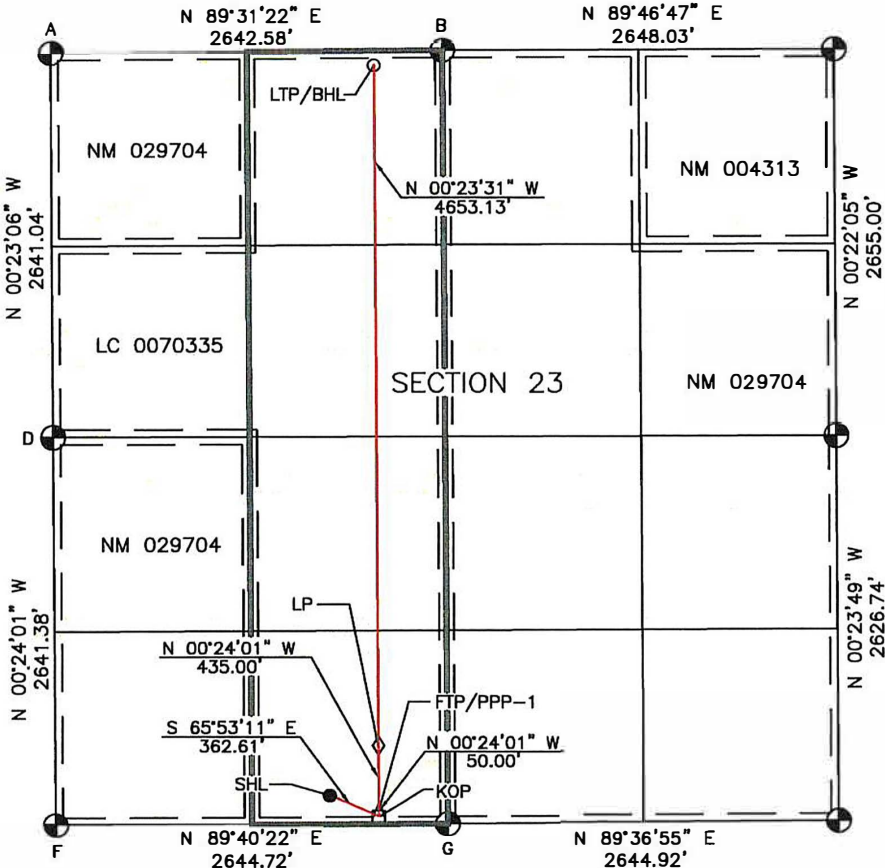 A
N 89°31'22" E
2642.58'
B
N 89°46'47" E
2648.03'
LTP/BHL
NM 029704
NM 004313
N 00°23'31" W
4653.13'
N 00°23'06" W
2641.04'
N 00°22'05" W
2655.00'
LC 0070335
SECTION 23
NM 029704
D
NM 029704
LP
N 00°24'01" W
2641.38'
N 00°24'01" W
435.00'
N 00°23'49" W
2626.74'
FTP/PPP-1
S 65°53'11" E
362.61'
N 00°24'01" W
50.00'
SHL
KOP
F
N 89°40'22" E
2644.72'
G
N 89°36'55" E
2644.92'